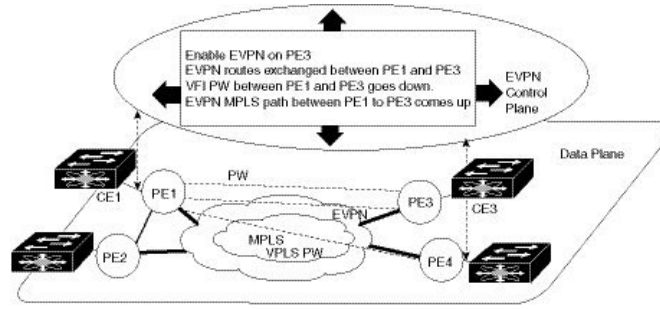 Enable EVPN on PE3
EVPN routes exchanged between PE1 and PE3
VFI PW between PE1 and PE3 goes down.
EVPN MPLS path between PE1 to PE3 comes up
EVPN
Control
Plane
Data Plane
PW
CE1
PE1
PE3
CE3
EVPN
MPLS
VPLS PW
PE2
PE4